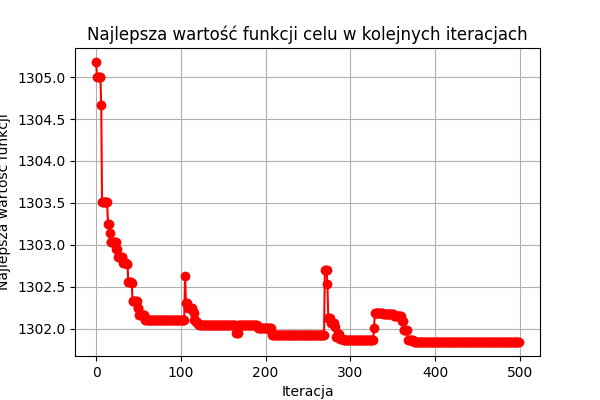 Najlepsza wartość funkcji celu w kolejnych iteracjach
1305.0
1304.5
1304.0
1303.5
1303.0
1302.5
1302.0
Najlepsza wartość funkcji
0 100 200 300 400 500
Iteracja